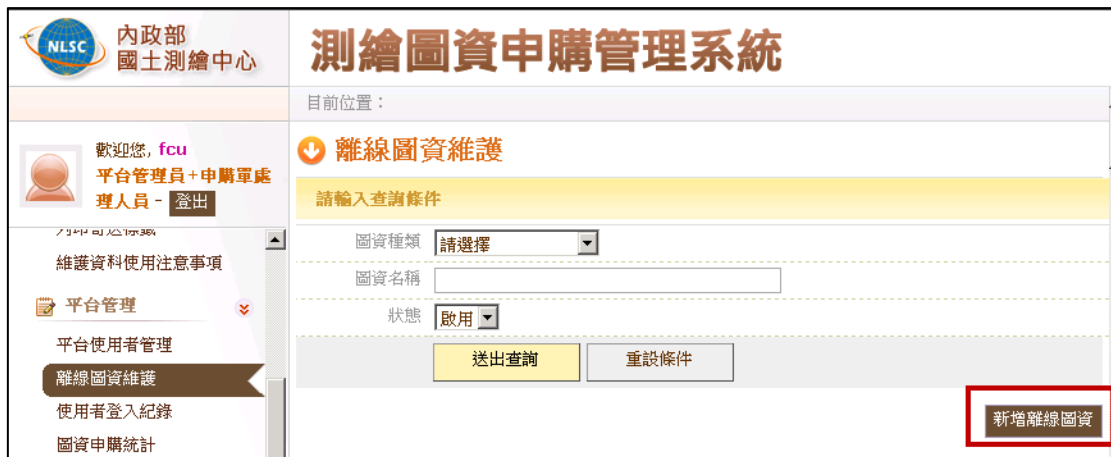 NLSC
內政部
國土測繪中心
測繪圖資申購管理系統
目前位置：
歡迎您, fcu
平台管理員+申購單處
理人員 - 登出
維護資料使用注意事項
平台管理
平台使用者管理
離線圖資維護
使用者登入紀錄
圖資申購統計
離線圖資維護
請輸入查詢條件
圖資種類 請選擇
圖資名稱
狀態 啟用
送出查詢 重設條件
新增離線圖資